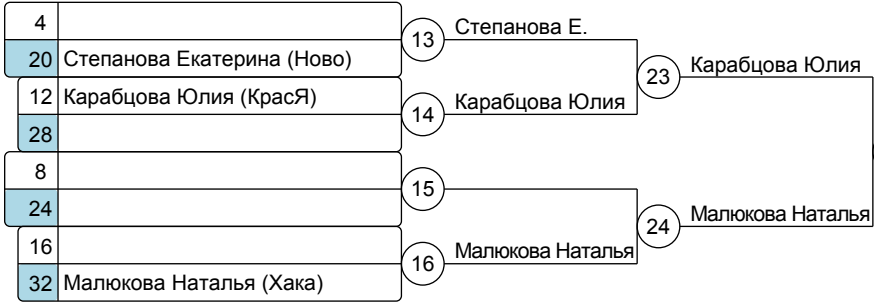 4
13
Степанова Е.
20 Степанова Екатерина (Ново)
23
Карабцова Юлия
12 Карабцова Юлия (КрасЯ)
14
Карабцова Юлия
28
8
15
24
24
Малюкова Наталья
16
16
Малюкова Наталья
32 Малюкова Наталья (Хака)